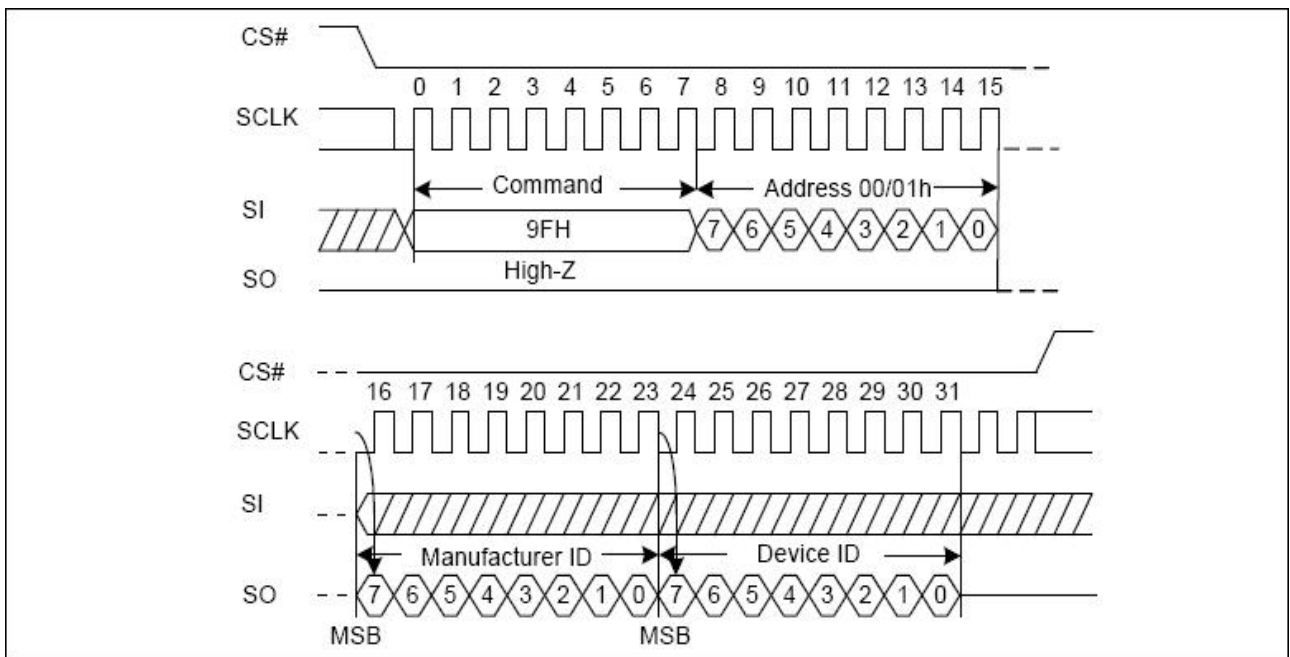 CS#
0 1 2 3 4 5 6 7 8 9 10 11 12 13 14 15
SCLK
Command Address 00/01h
SI 9FH 7 6 5 4 3 2 1 0
High-Z
SO
CS#
16 17 18 19 20 21 22 23 24 25 26 27 28 29 30 31
SCLK
SI
Manufacturer ID Device ID
SO 7 6 5 4 3 2 1 0 7 6 5 4 3 2 1 0
MSB MSB